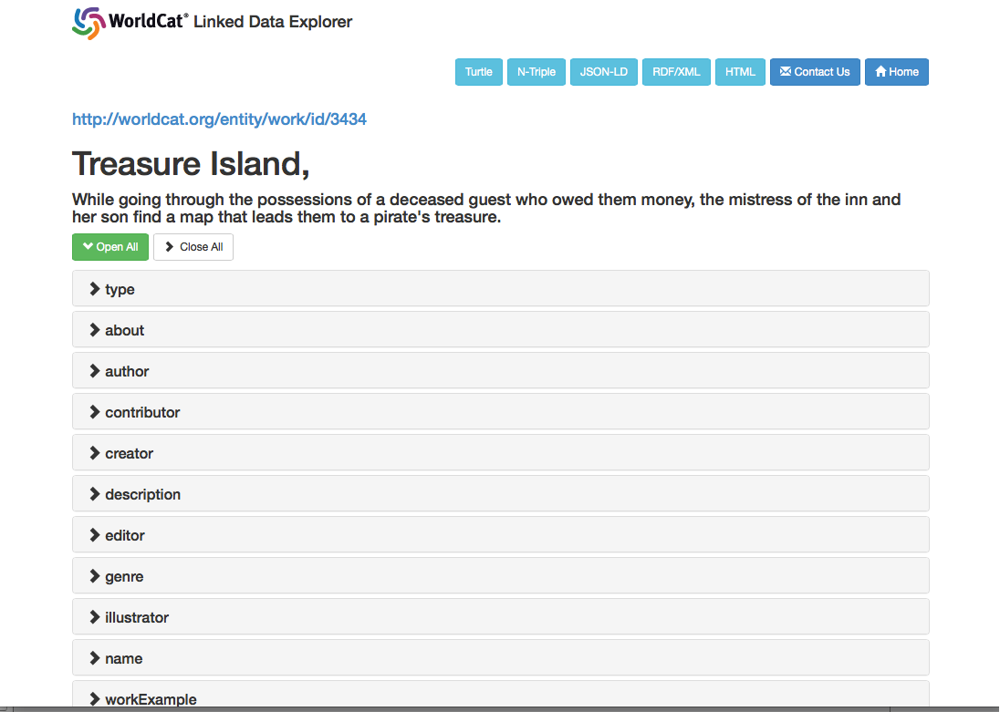 WorldCat® Linked Data Explorer
Turtle N-Triple JSON-LD RDF/XML HTML Contact Us Home
http://worldcat.org/entity/work/id/3434
Treasure Island,
While going through the possessions of a deceased guest who owed them money, the mistress of the inn and
her son find a map that leads them to a pirate's treasure.
Open All Close All
type
about
author
contributor
creator
description
editor
genre
illustrator
name
workExample